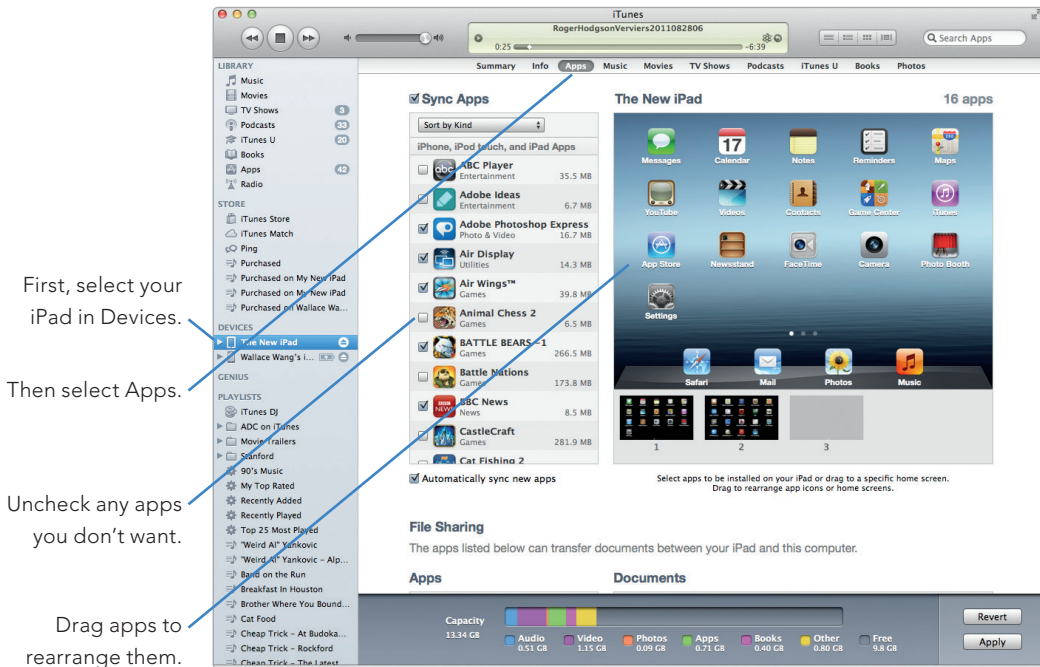 iTunes
RogerHodgsonVerviers2011082806
0:25
-6:39
Search Apps
Summary Info Apps Music Movies TV Shows Podcasts iTunes U Books Photos
LIBRARY
Music
Movies
TV Shows 3
Podcasts 33
iTunes U 20
Books
Apps 42
Radio
STORE
iTunes Store
iTunes Match
Ping
Purchased
Purchased on My New iPad
Purchased on My New iPad
Purchased on Wallace Wa...
DEVICES
The New iPad
Wallace Wang's i...
GENIUS
PLAYLISTS
iTunes DJ
ADC on iTunes
Movie Trailers
Stanford
90's Music
My Top Rated
Recently Added
Recently Played
Top 25 Most Played
"Weird Al" Yankovic
"Weird Al" Yankovic – Alp...
Band on the Run
Breakfast In Houston
Brother Where You Bound...
Cat Food
Cheap Trick – At Budoka...
Cheap Trick – Rockford
Cheap Trick – The Latest
First, select your
iPad in Devices.
Then select Apps.
Uncheck any apps
you don't want.
Drag apps to
rearrange them.
Sync Apps
Sort by Kind
iPhone, iPod touch, and iPad Apps
abc
ABC Player
Entertainment 35.5 MB
Adobe Ideas
Entertainment 6.7 MB
Adobe Photoshop Express
Photo & Video 16.7 MB
Air Display
Utilities 14.3 MB
Air Wings™
Games 39.8 MB
Animal Chess 2
Games 6.5 MB
BATTLE BEARS -1
Games 266.5 MB
Battle Nations
Games 173.8 MB
BBC
NEWS
BBC News
News 8.5 MB
CastleCraft
Games 281.9 MB
Cat Fishing 2
Automatically sync new apps
The New iPad 16 apps
17
Messages Calendar Notes Reminders Maps
YouTube Videos Contacts Game Center iTunes
App Store Newsstand FaceTime Camera Photo Booth
Settings
Safari Mail Photos Music
1 2 3
Select apps to be installed on your iPad or drag to a specific home screen.
Drag to rearrange app icons or home screens.
File Sharing
The apps listed below can transfer documents between your iPad and this computer.
Apps Documents
Capacity
13.34 GB
Audio Video Photos Apps Books Other Free
0.51 GB 1.15 GB 0.09 GB 0.71 GB 0.40 GB 0.80 GB 9.8 GB
Revert
Apply